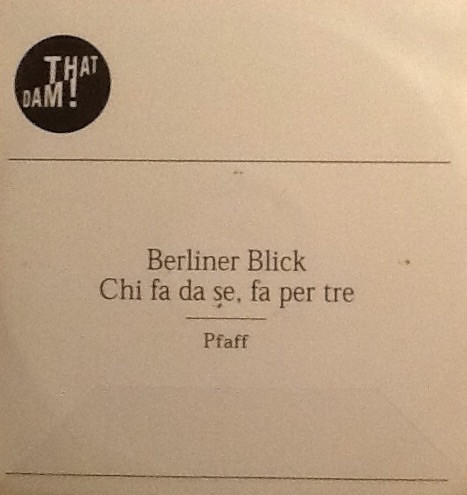 THAT
DAM!
Berliner Blick
Chi fa da se, fa per tre
Pfaff